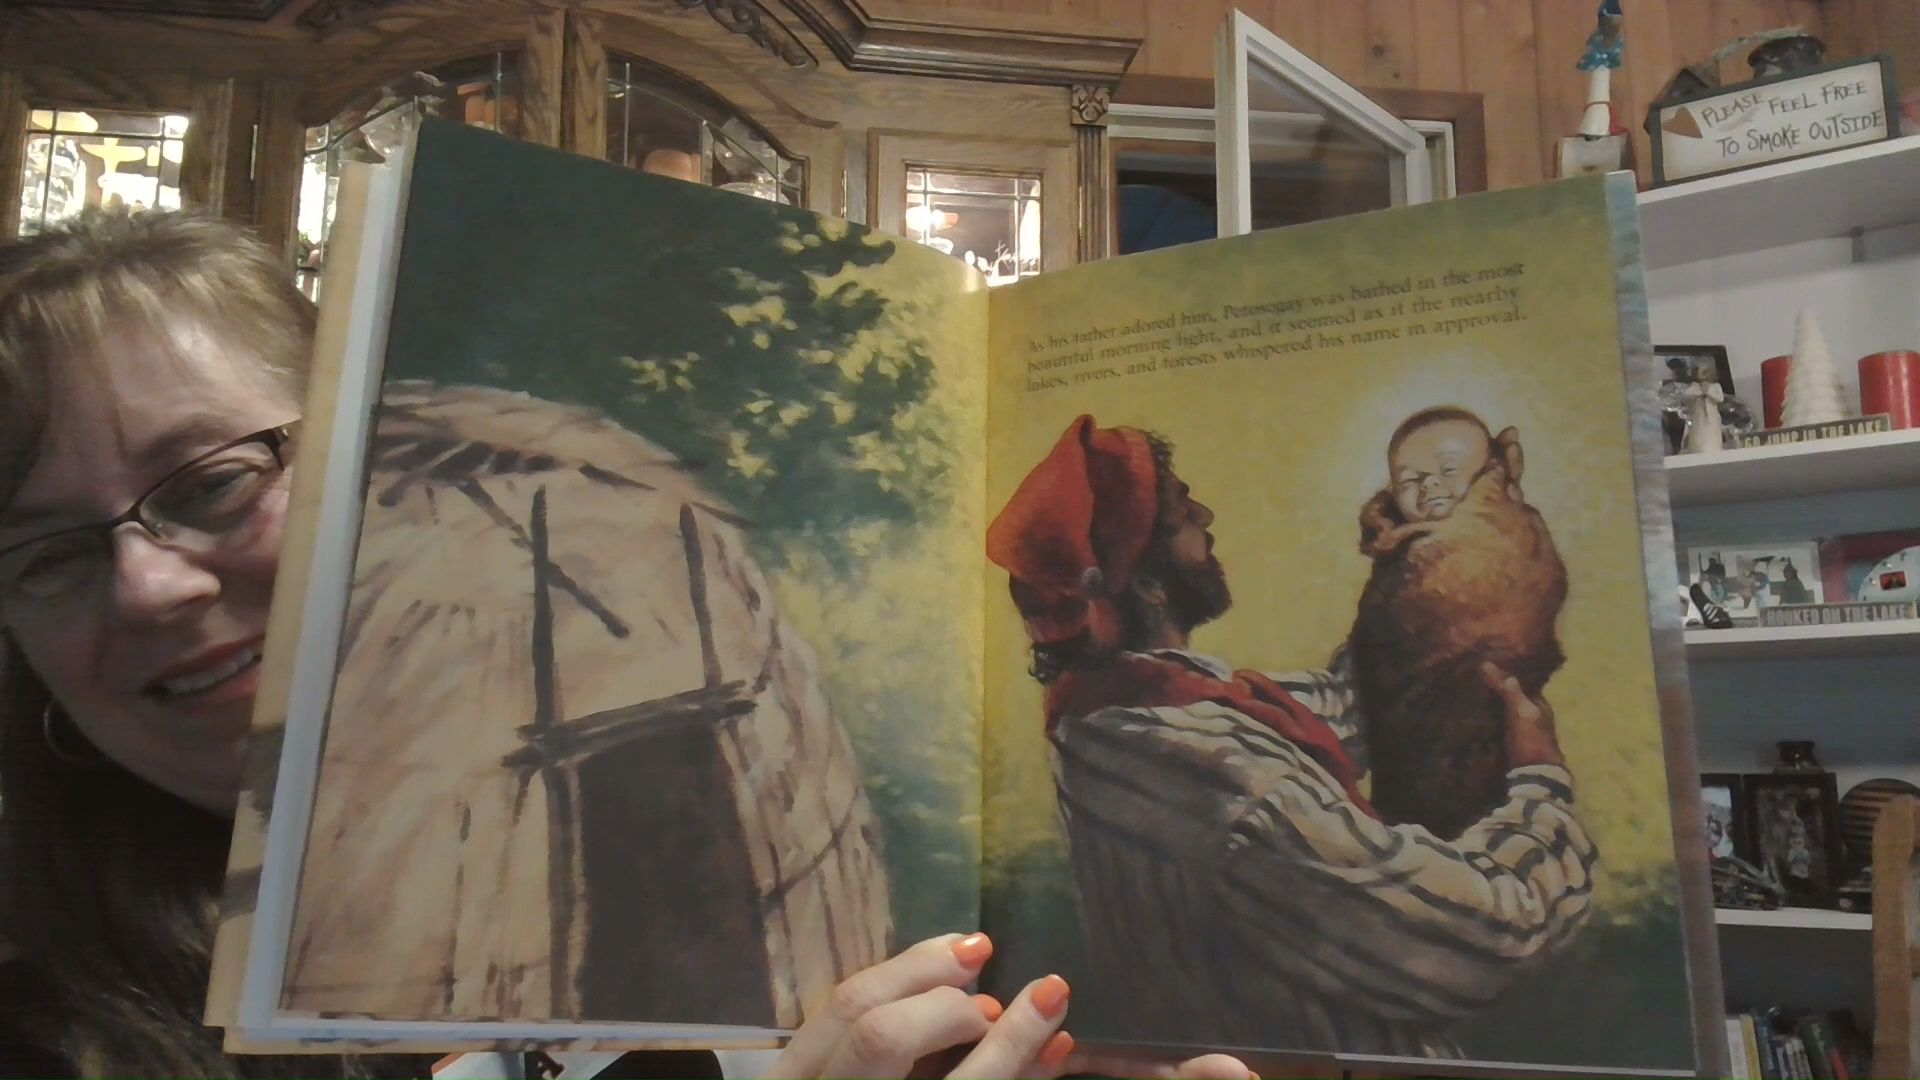 PLEASE FEEL FREE
TO SMOKE OUTSIDE
As his father adored him, Petosegay was bathed in the most
beautiful morning light, and it seemed as if the nearby
lakes, rivers, and forests whispered his name in approval.
GO JUMP IN THE LAKE
HOOKED ON THE LAKE